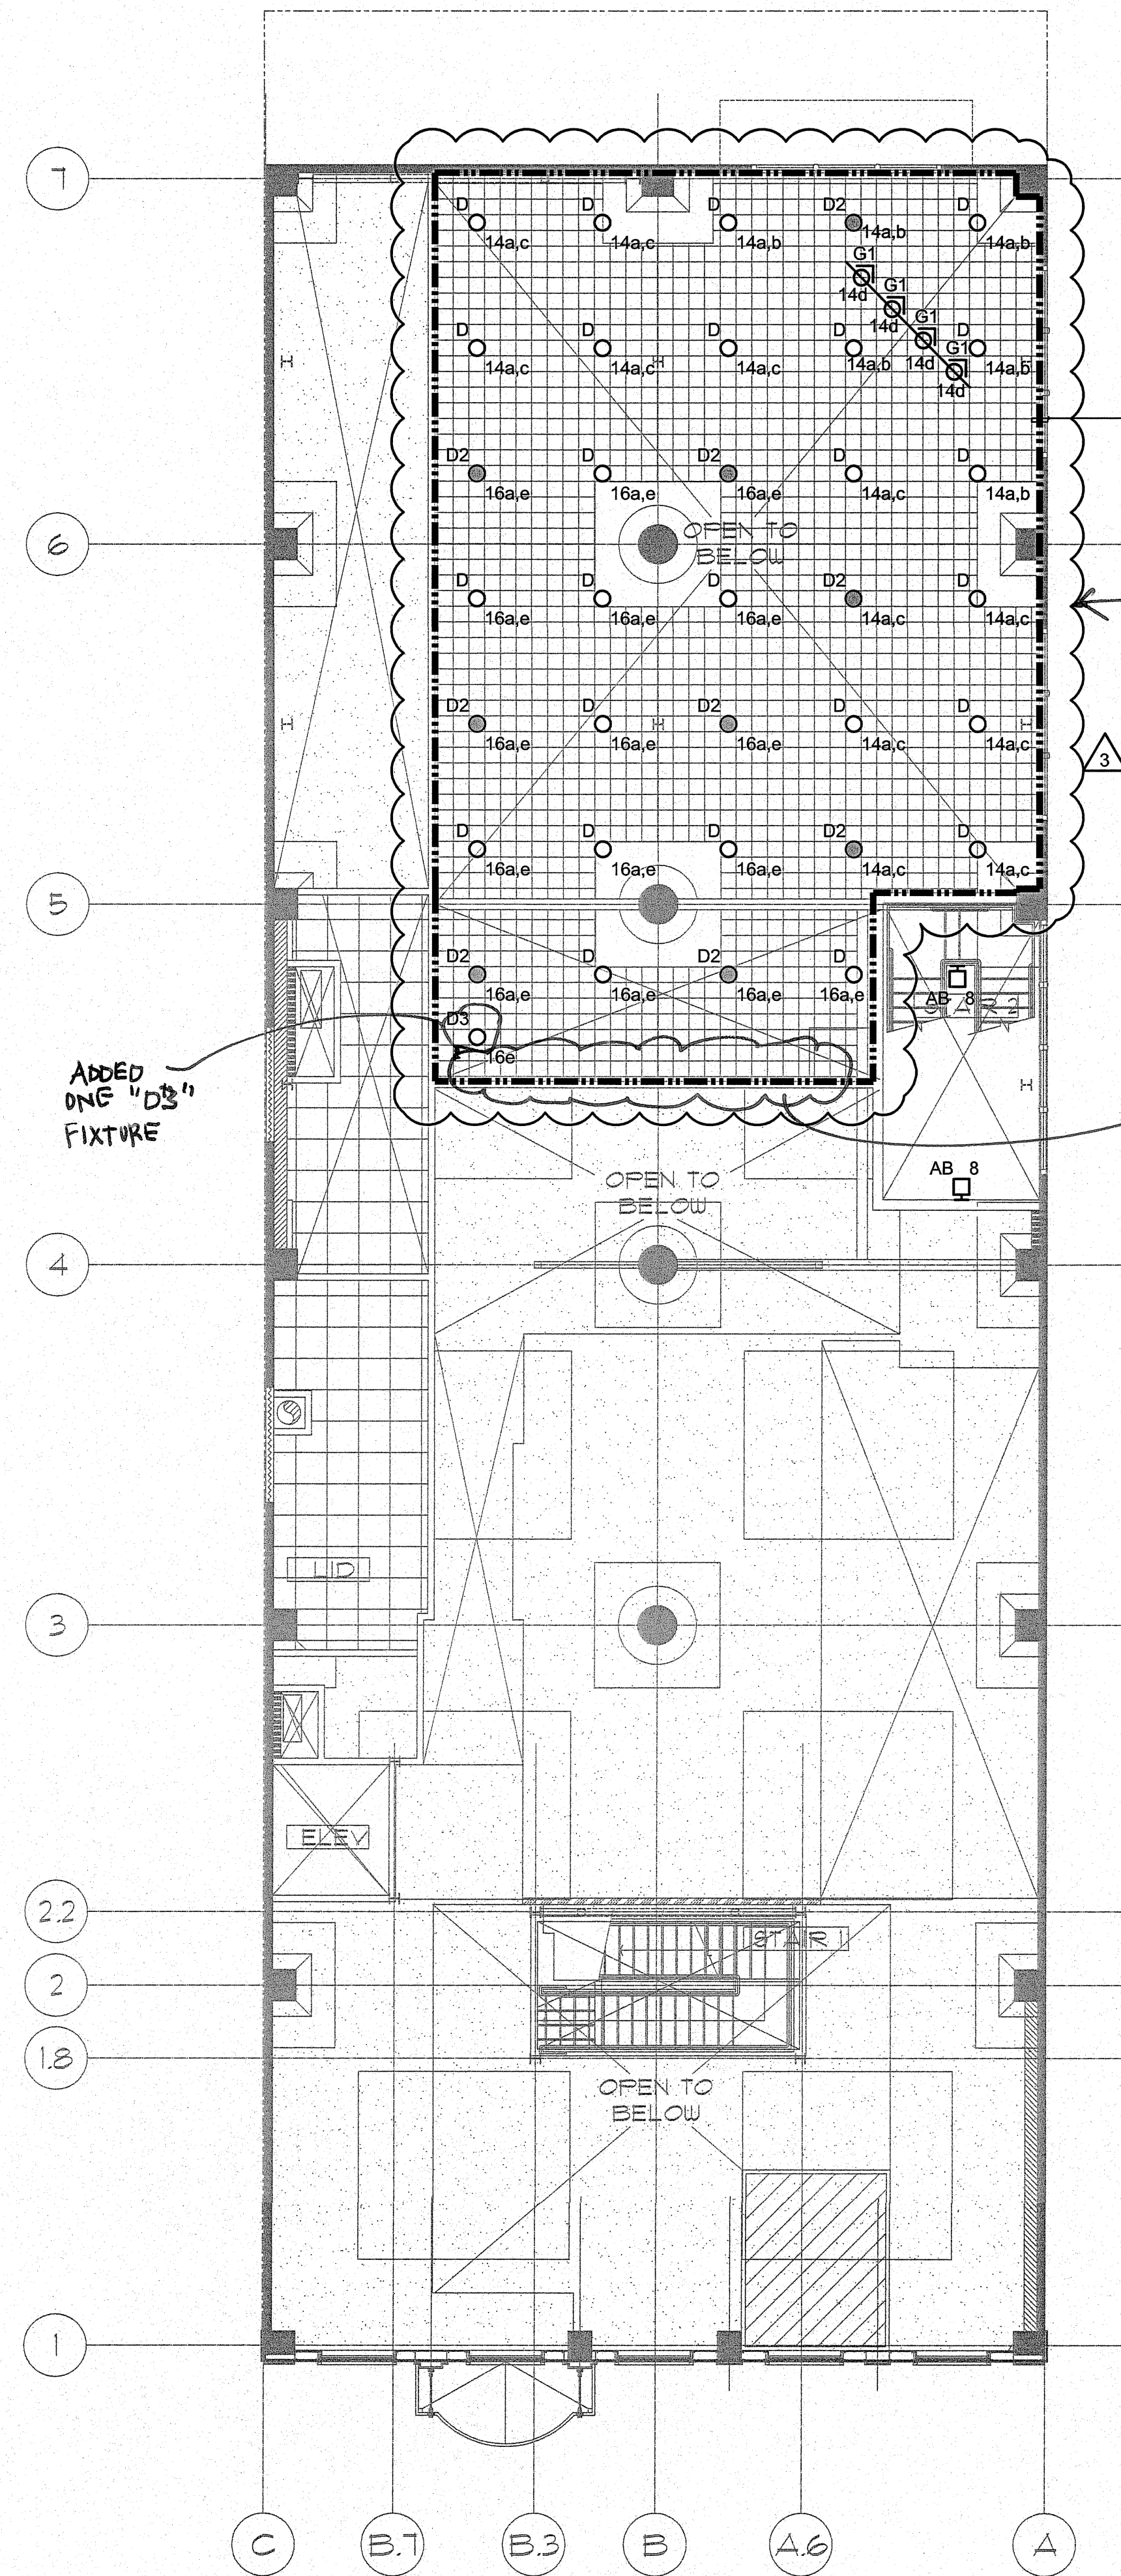 7
D D D D2 D
14a,c 14a,c 14a,b 14a,b 14a,b
G1
14d
G1
14d
G1
14d
G1
14d
D D D D D
14a,c 14a,c 14a,c 14a,b 14a,b
H H
D2 D D2 D D
16a,e 16a,e 16a,e 14a,c 14a,b
6
OPEN TO
BELOW
D D D D2 D
16a,e 16a,e 16a,e 14a,c 14a,c
D2 D D2 D D
H H H
16a,e 16a,e 16a,e 14a,c 14a,c
3
D D D D2 D
16a,e 16a,e 16a,e 14a,c 14a,c
5
D2 D D2 D
16a,e 16a,e 16a,e 16a,e
AB 8
STAIR 2
D3
16e
ADDED
ONE "D3"
FIXTURE
H H
OPEN TO
BELOW
AB 8
4
LID
3
ELEV
2.2
STAIR 1
2
1.8
OPEN TO
BELOW
1
C B.7 B.3 B A.6 A